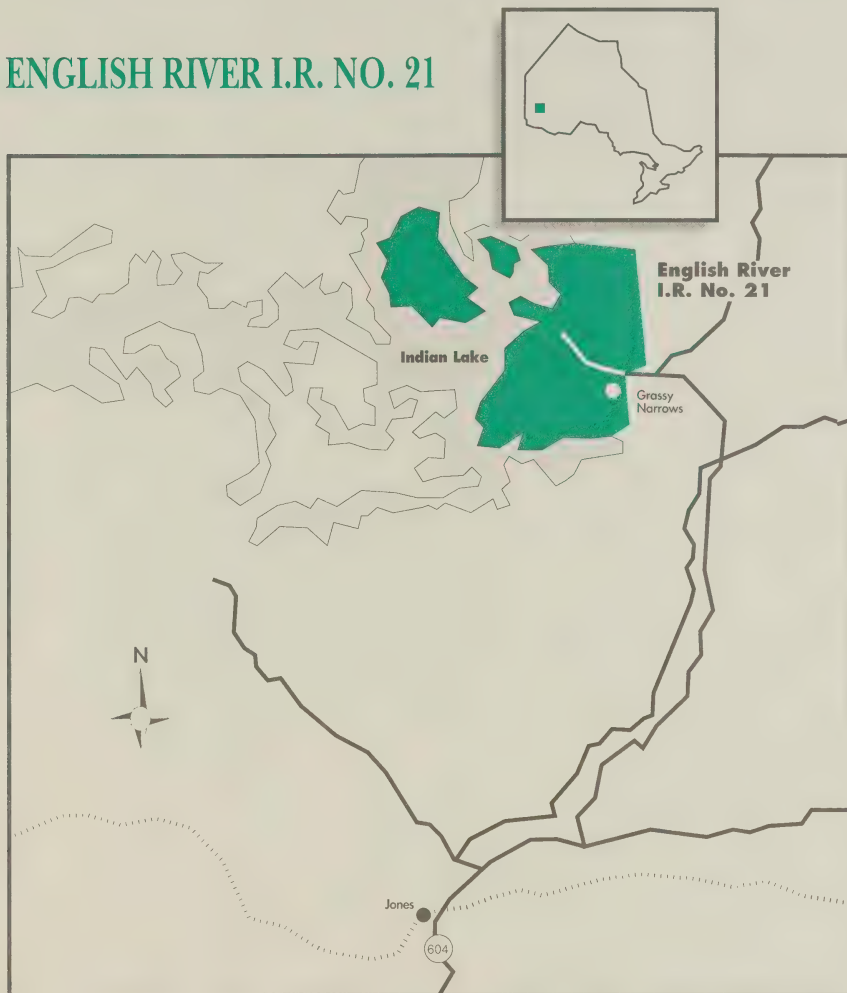 ENGLISH RIVER I.R. NO. 21
English River
I.R. No. 21
Indian Lake
Grassy
Narrows
N
Jones
604